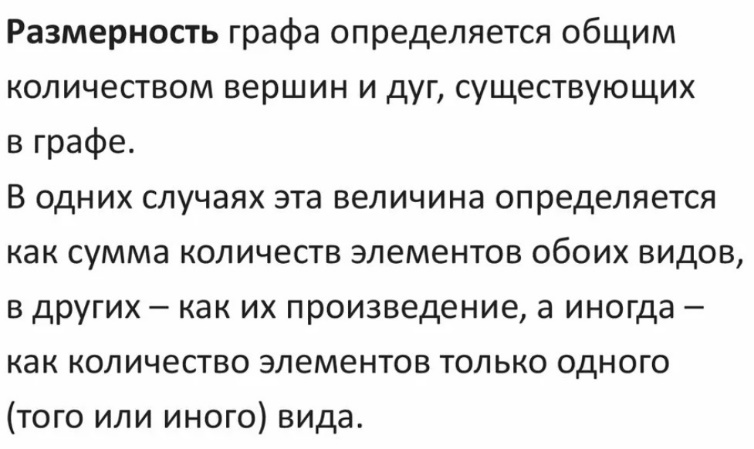 Размерность графа определяется общим
количеством вершин и дуг, существующих
в графе.
В одних случаях эта величина определяется
как сумма количеств элементов обоих видов,
в других – как их произведение, а иногда –
как количество элементов только одного
(того или иного) вида.